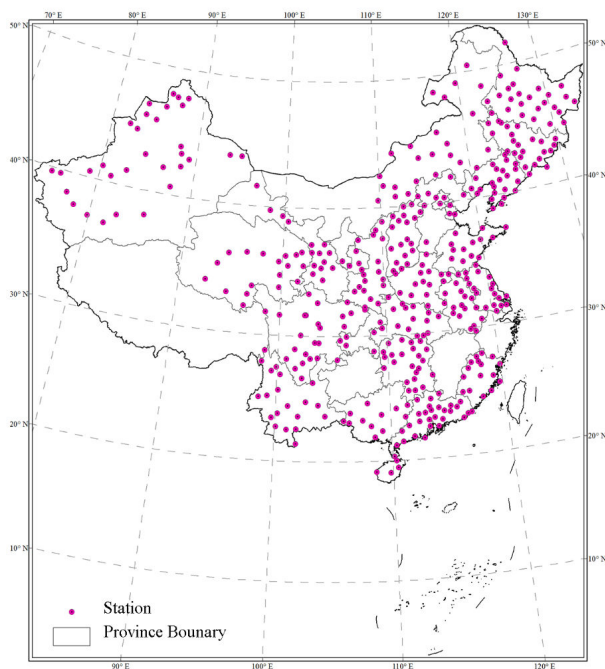 70° E 80° E 90° E 100° E 110° E 120° E 130° E
50° N 50° N
40° N 40° N
30° N 30° N
20° N 20° N
10° N 10° N
Station
Province Bounary
90° E 100° E 110° E 120° E